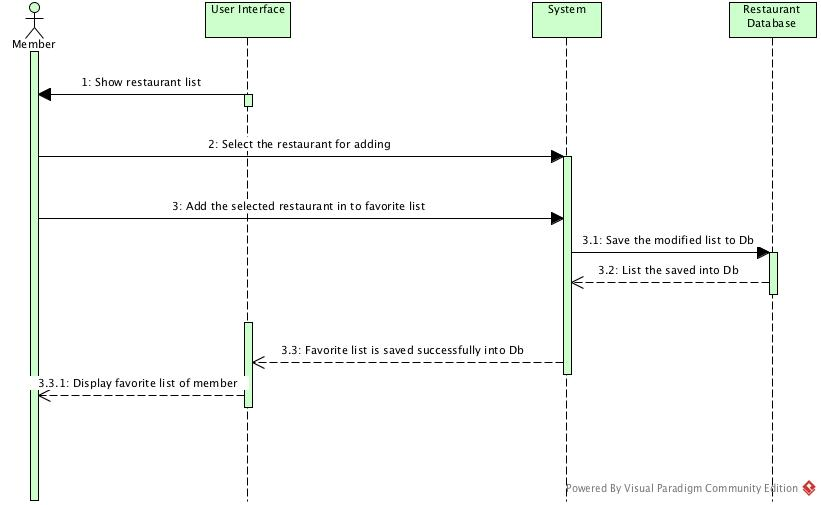 User Interface
System
Restaurant
Database
Member
1: Show restaurant list
2: Select the restaurant for adding
3: Add the selected restaurant in to favorite list
3.1: Save the modified list to Db
3.2: List the saved into Db
3.3: Favorite list is saved successfully into Db
3.3.1: Display favorite list of member
Powered By Visual Paradigm Community Edition